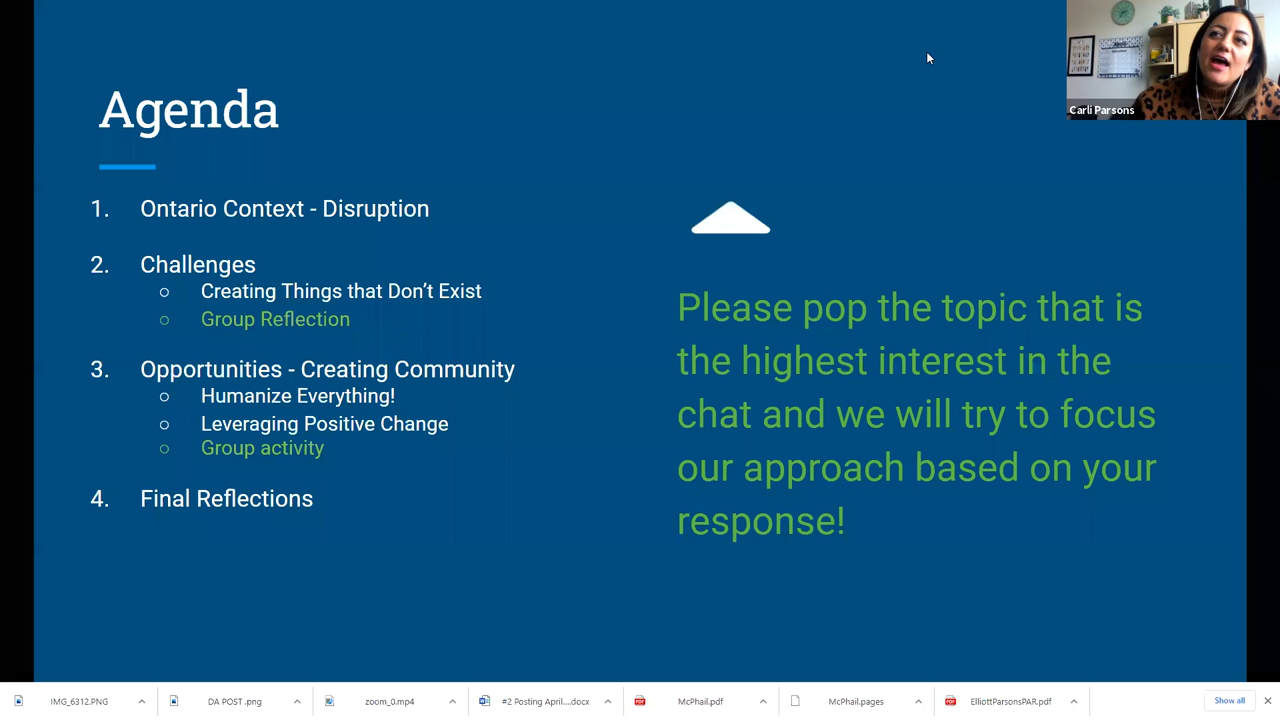 Agenda
1. Ontario Context - Disruption
2. Challenges
○ Creating Things that Don't Exist
○ Group Reflection
3. Opportunities - Creating Community
○ Humanize Everything!
○ Leveraging Positive Change
○ Group activity
4. Final Reflections
Please pop the topic that is
the highest interest in the
chat and we will try to focus
our approach based on your
response!
Carli Parsons
IMG_6312.PNG
DA POST .png
zoom_0.mp4
#2 Posting April....docx
McPhail.pdf
McPhail.pages
ElliottParsonsPAR.pdf
Show all